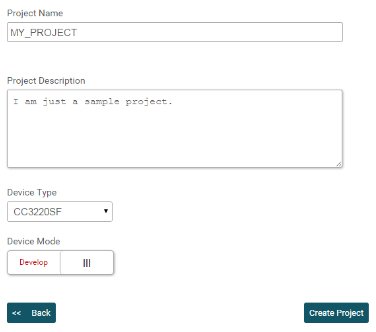 Project Name
MY_PROJECT
Project Description
I am just a sample project.
Device Type
CC3220SF
Device Mode
Develop
<< Back
Create Project